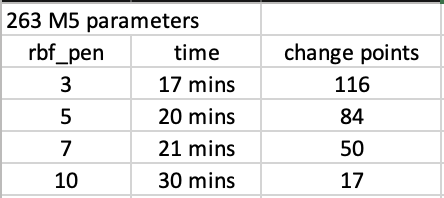 263 M5 parameters
rbf_pen time change points
3 17 mins 116
5 20 mins 84
7 21 mins 50
10 30 mins 17